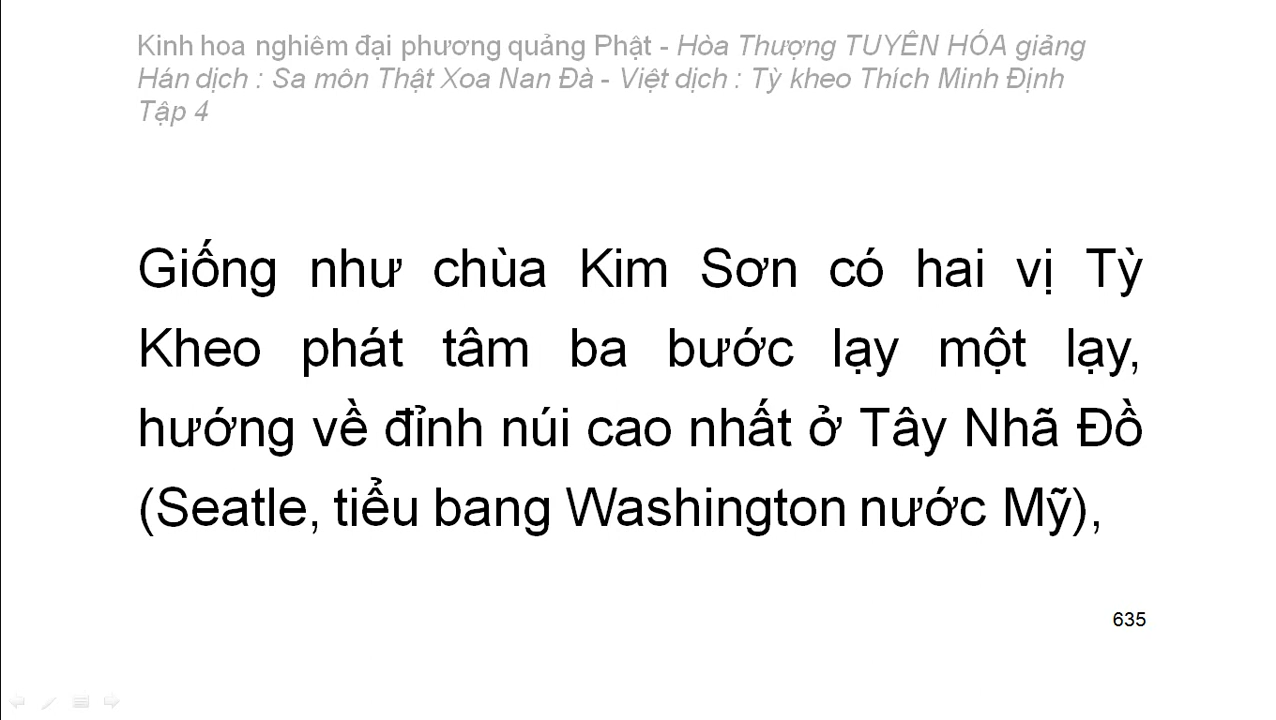 Kinh hoa nghiêm đại phương quảng Phật - Hòa Thượng TUYÊN HÓA giảng
Hán dịch : Sa môn Thật Xoa Nan Đà - Việt dịch : Tỳ kheo Thích Minh Định
Tập 4
Giống như chùa Kim Sơn có hai vị Tỳ
Kheo phát tâm ba bước lạy một lạy,
hướng về đỉnh núi cao nhất ở Tây Nhã Đồ
(Seatle, tiểu bang Washington nước Mỹ),
635